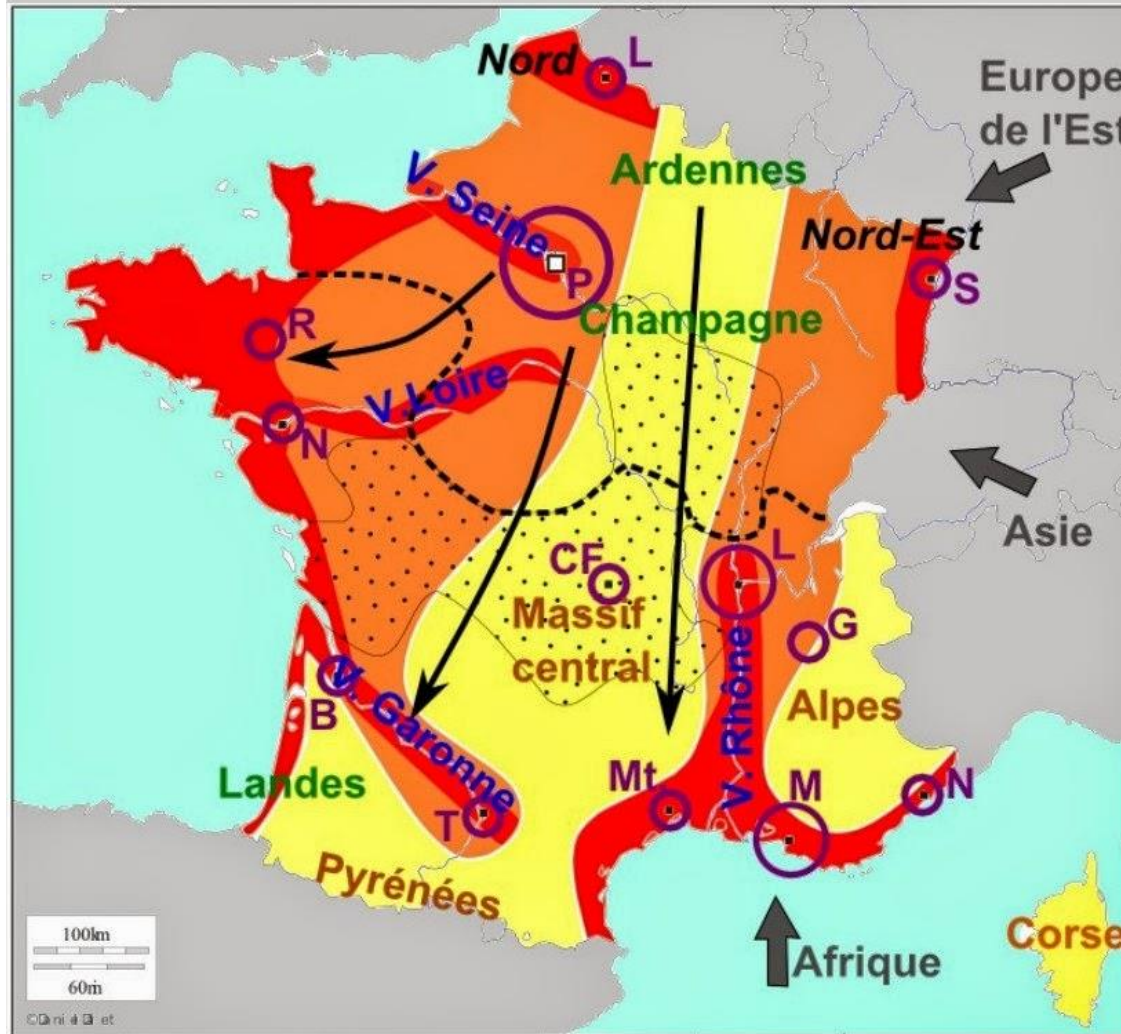 Nord
L
Europe
de l'Est
Ardennes
V. Seine
Nord-Est
P
S
Champagne
R
V.Loire
N
Asie
CF
L
Massif
central
G
V. Rhône
Alpes
V. Garonne
B
Landes
Mt
M
N
T
Pyrénées
100km
60mi
Afrique
Corse